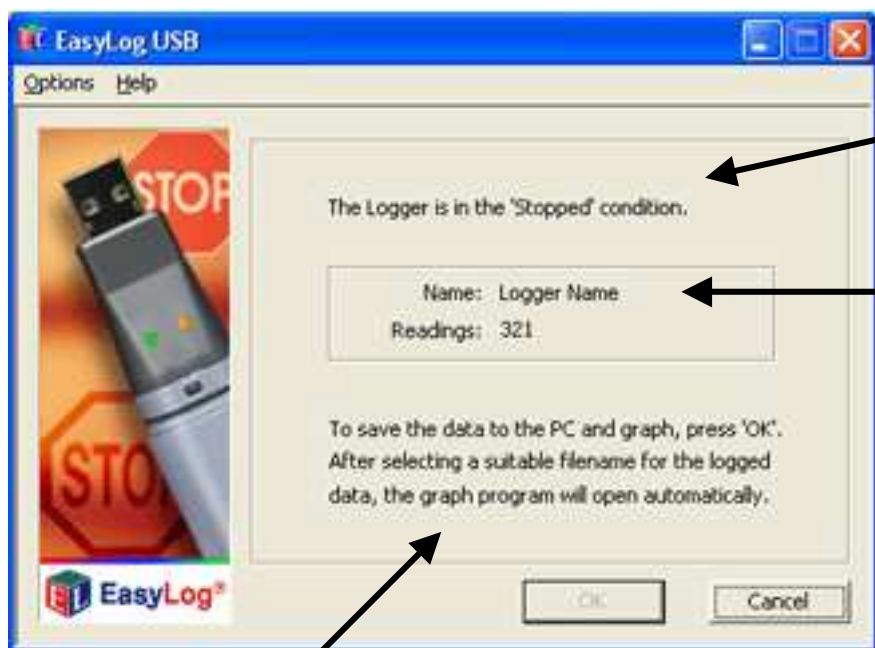 EasyLog USB
Options Help
STOP
The Logger is in the 'Stopped' condition.
Name: Logger Name
Readings: 321
To save the data to the PC and graph, press 'OK'.
After selecting a suitable filename for the logged
data, the graph program will open automatically.
STO
EasyLog®
OK Cancel